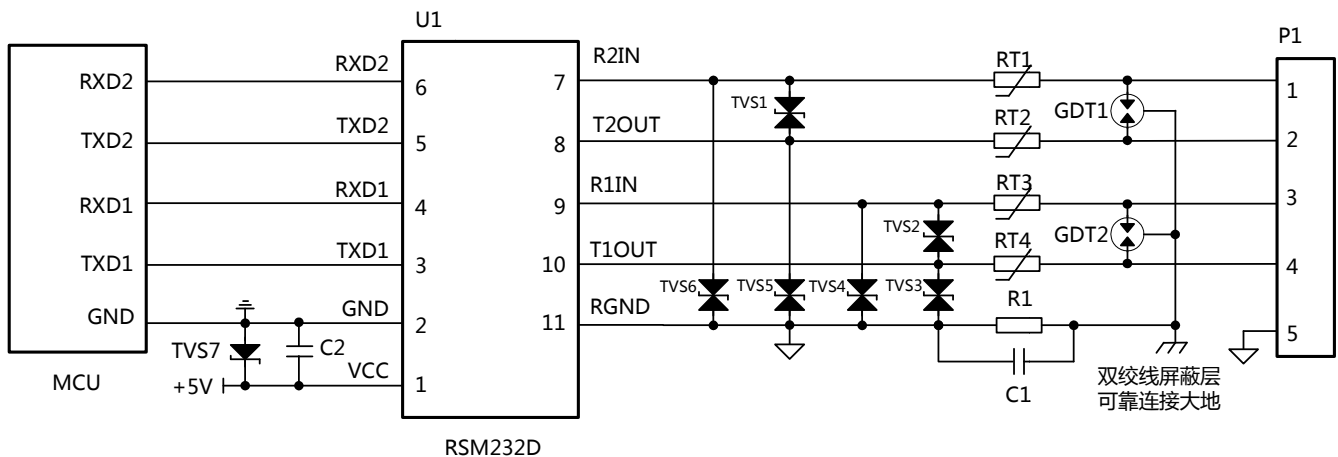 U1
P1
RXD2
RXD2
6
7
R2IN
RT1
1
TVS1
GDT1
TXD2
TXD2
5
8
T2OUT
RT2
2
RXD1
RXD1
4
9
R1IN
RT3
3
TVS2
GDT2
TXD1
TXD1
3
10
T1OUT
RT4
4
TVS6
TVS5
TVS4
TVS3
GND
GND
2
11
RGND
R1
5
TVS7
C2
+5V
VCC
1
C1
MCU
双绞线屏蔽层
可靠连接大地
RSM232D